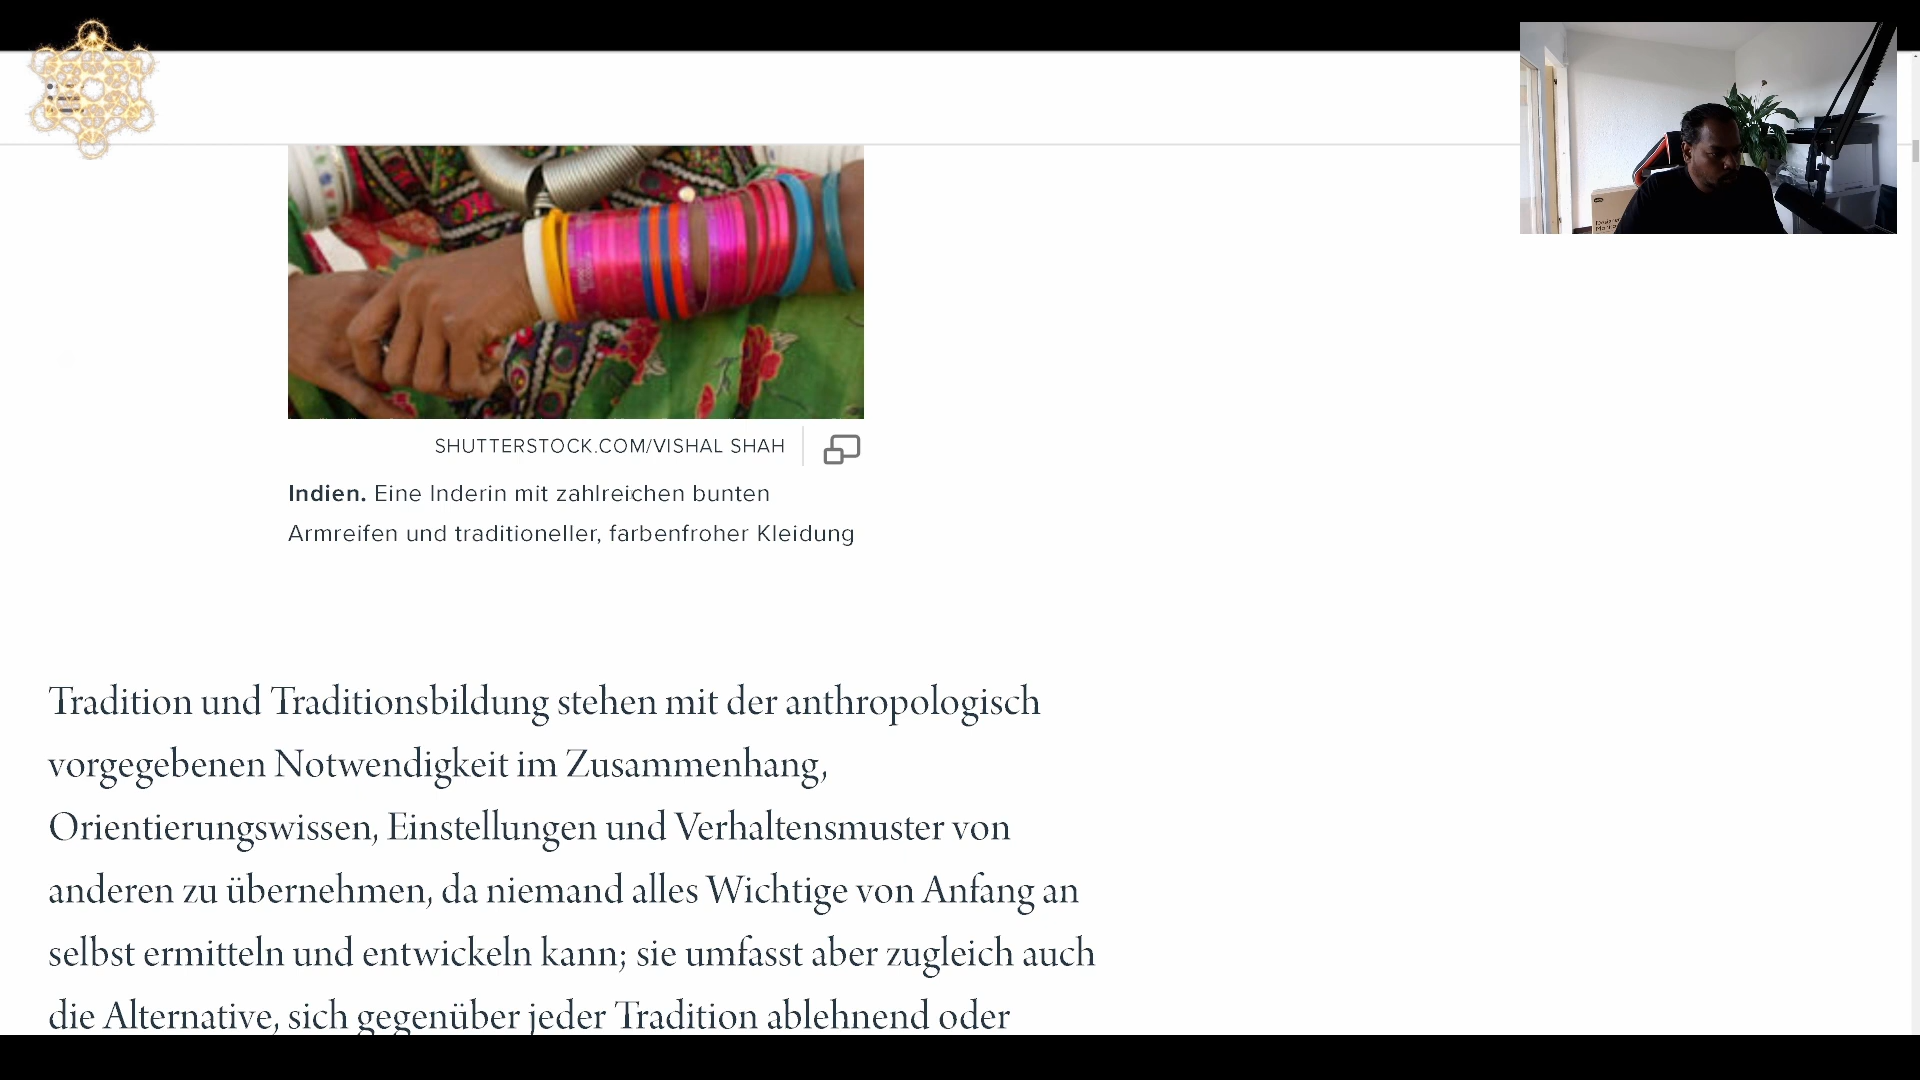 SHUTTERSTOCK.COM/VISHAL SHAH
Indien. Eine Inderin mit zahlreichen bunten
Armreifen und traditioneller, farbenfroher Kleidung
Tradition und Traditionsbildung stehen mit der anthropologisch
vorgegebenen Notwendigkeit im Zusammenhang,
Orientierungswissen, Einstellungen und Verhaltensmuster von
anderen zu übernehmen, da niemand alles Wichtige von Anfang an
selbst ermitteln und entwickeln kann; sie umfasst aber zugleich auch
die Alternative, sich gegenüber jeder Tradition ablehnend oder